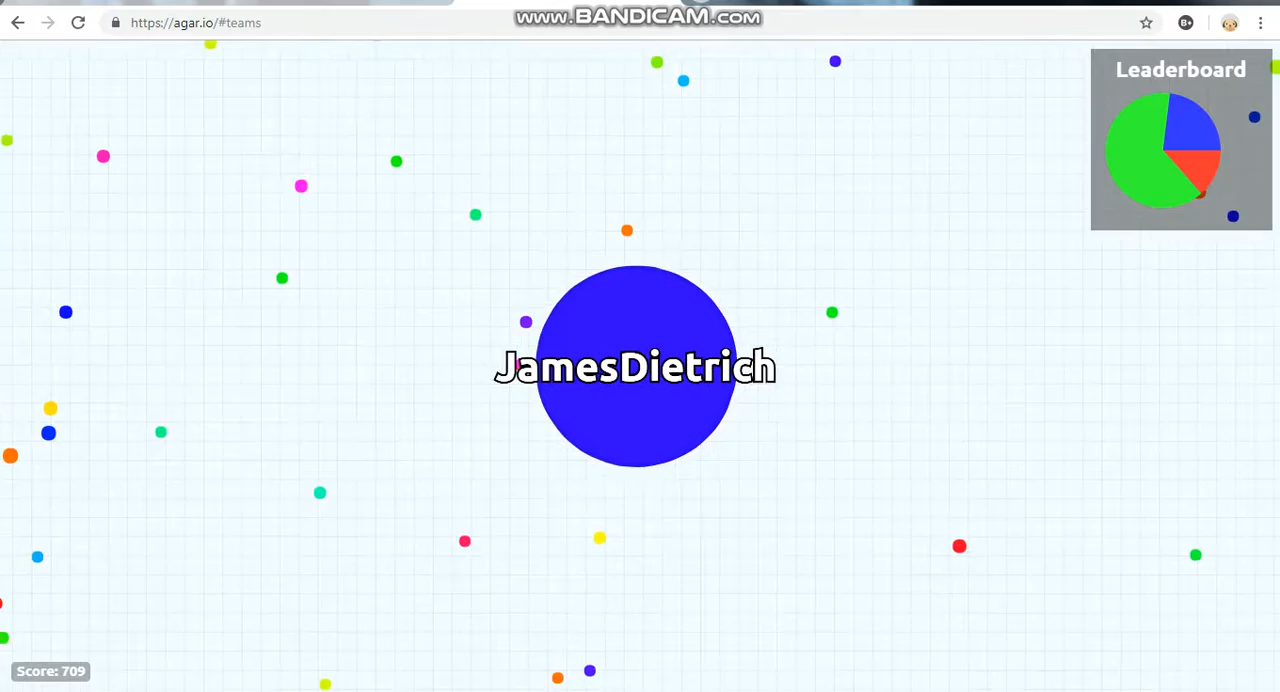 www.BANDICAM.com
https://agar.io/#teams
B+
Leaderboard
JamesDietrich
Score: 709